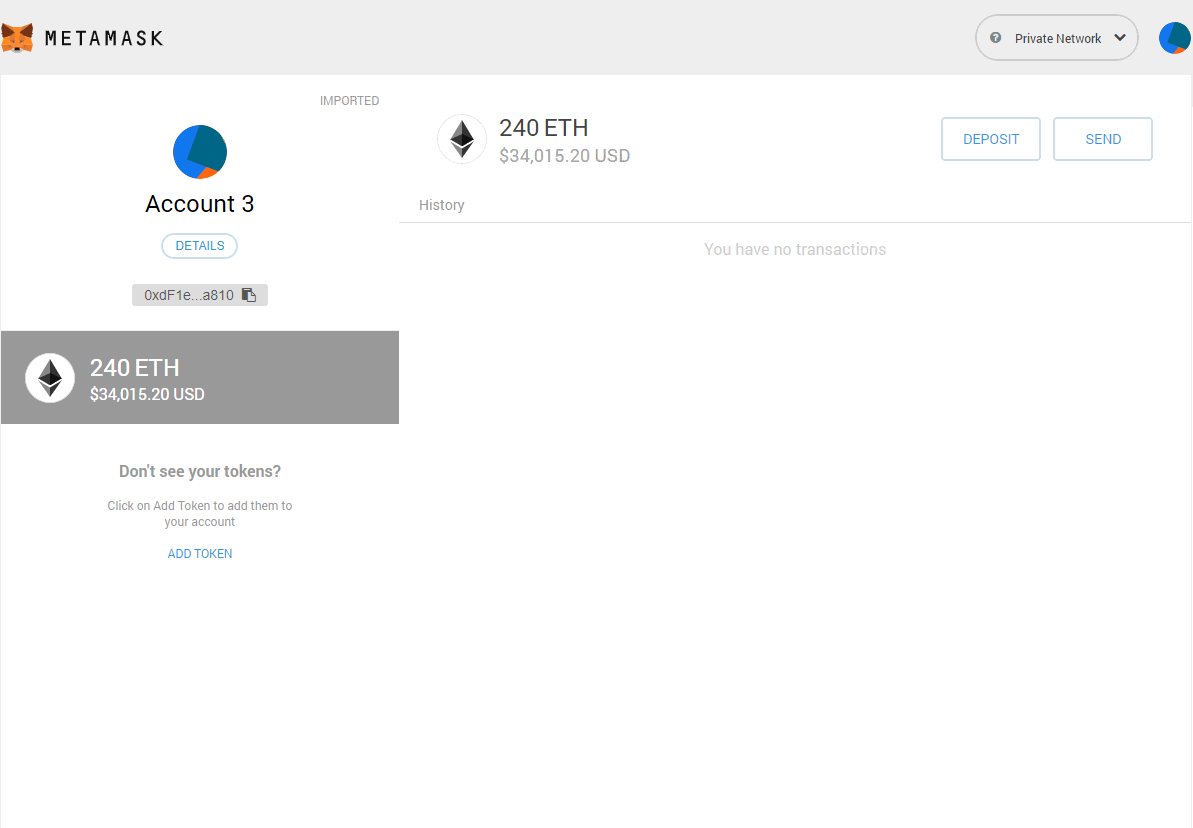 METAMASK
Private Network
IMPORTED
Account 3
DETAILS
0xdF1e...a810
240 ETH
$34,015.20 USD
Don't see your tokens?
Click on Add Token to add them to
your account
ADD TOKEN
240 ETH
$34,015.20 USD
DEPOSIT
SEND
History
You have no transactions